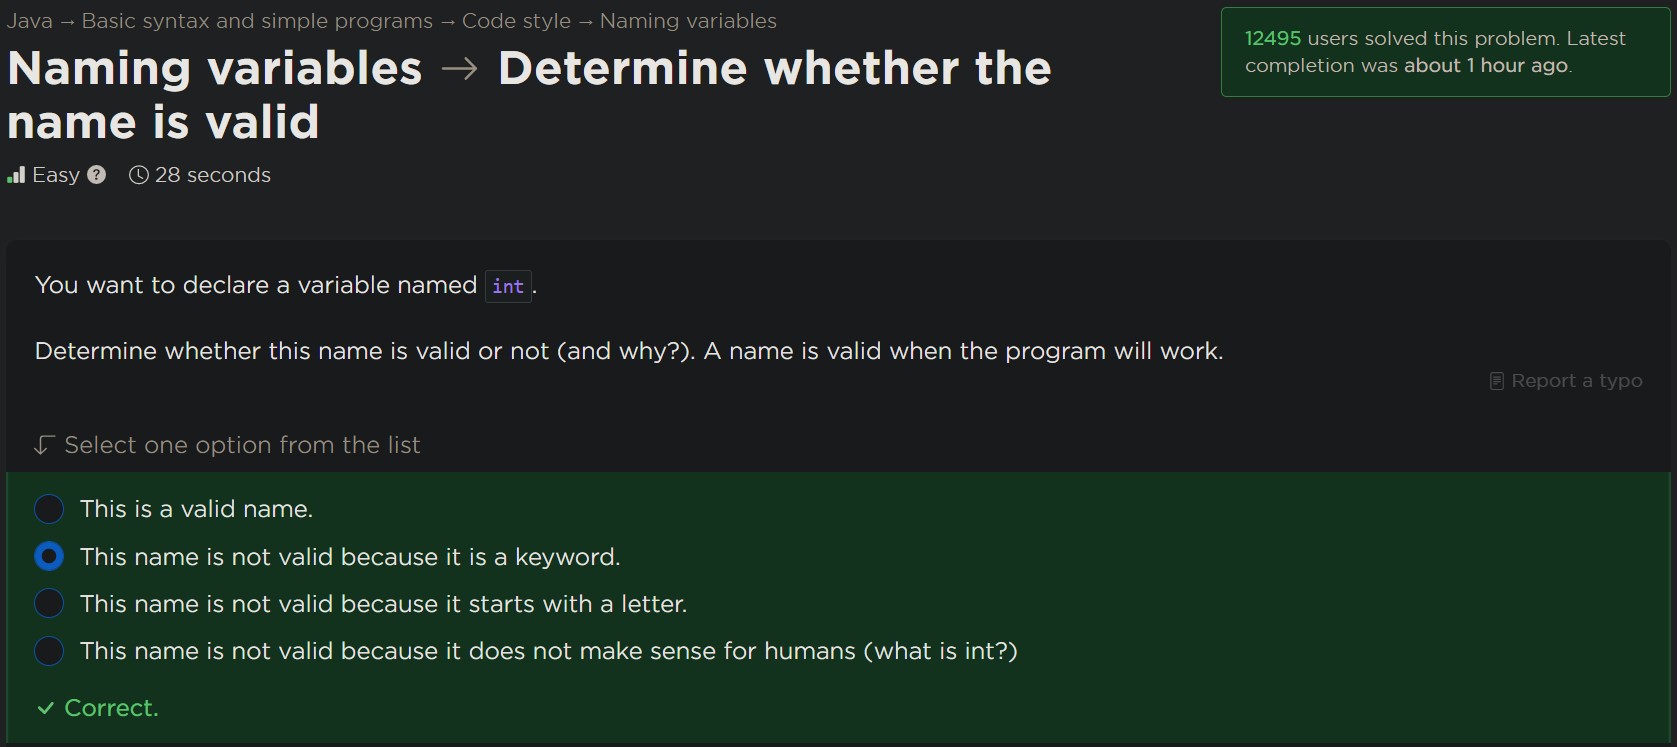 Java → Basic syntax and simple programs → Code style → Naming variables
Naming variables → Determine whether the
name is valid
Easy ? 28 seconds
12495 users solved this problem. Latest
completion was about 1 hour ago.
You want to declare a variable named int.
Determine whether this name is valid or not (and why?). A name is valid when the program will work.
Report a typo
Select one option from the list
This is a valid name.
This name is not valid because it is a keyword.
This name is not valid because it starts with a letter.
This name is not valid because it does not make sense for humans (what is int?)
✓ Correct.